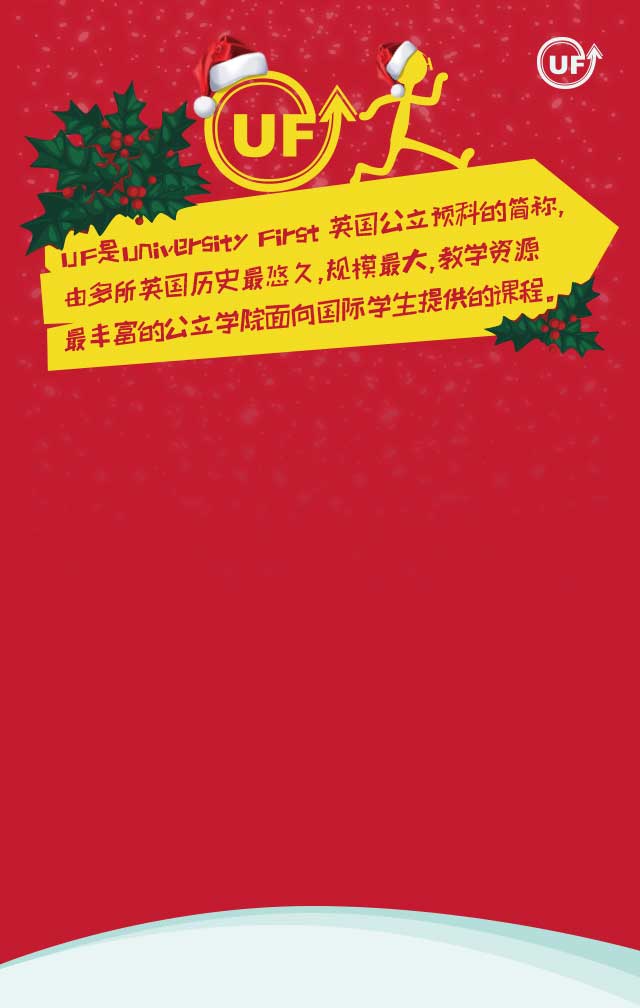 UF
UF
UF是University First 英国公立预科的简称,
由多所英国历史最悠久,规模最大,教学资源
最丰富的公立学院面向国际学生提供的课程。